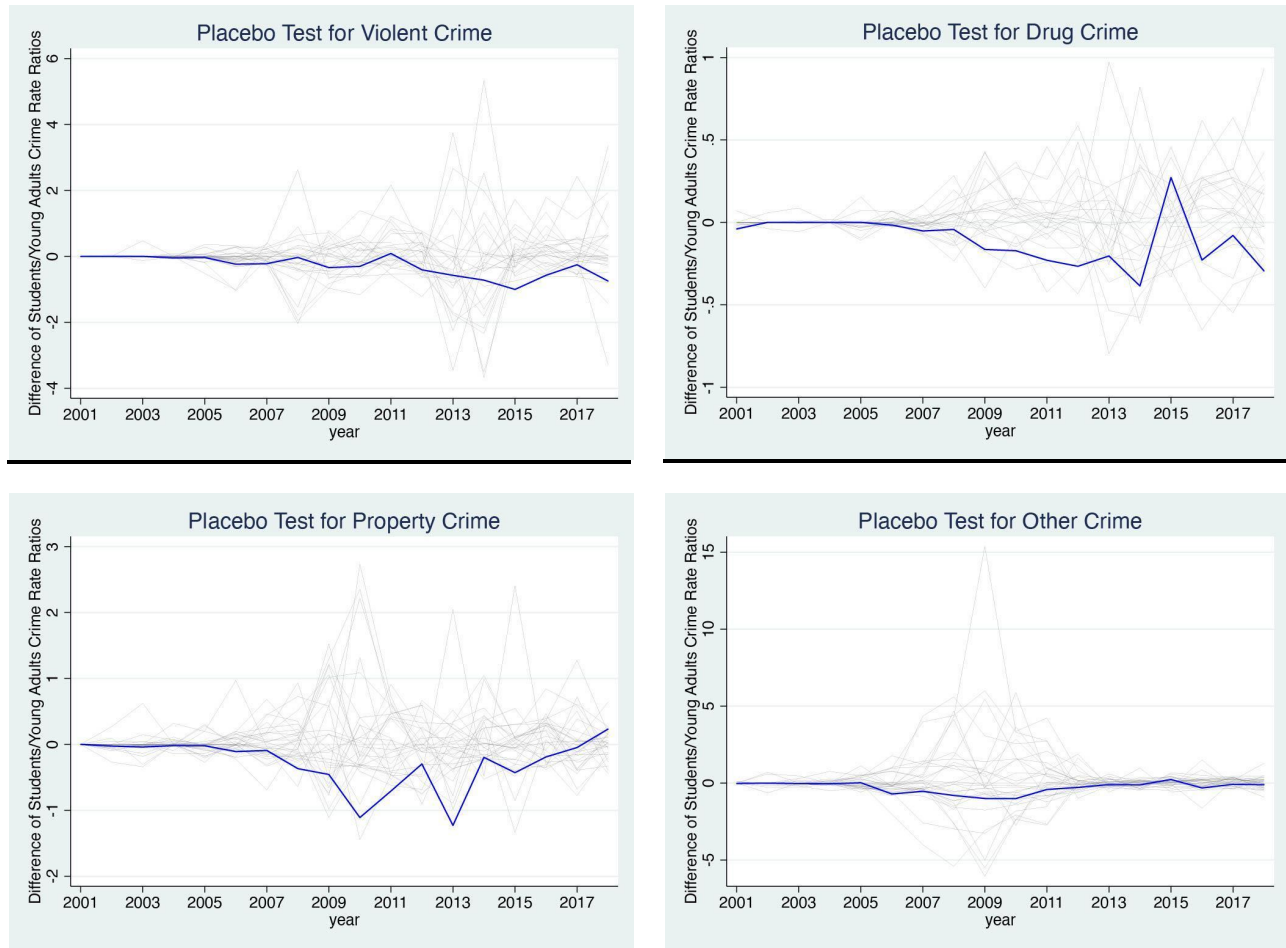 Placebo Test for Violent Crime
Difference of Students/Young Adults Crime Rate Ratios
6
4
2
0
-2
-4
2001 2003 2005 2007 2009 2011 2013 2015 2017
year
Placebo Test for Drug Crime
Difference of Students/Young Adults Crime Rate Ratios
1
.5
0
-.5
-1
2001 2003 2005 2007 2009 2011 2013 2015 2017
year
Placebo Test for Property Crime
Difference of Students/Young Adults Crime Rate Ratios
3
2
1
0
-1
-2
2001 2003 2005 2007 2009 2011 2013 2015 2017
year
Placebo Test for Other Crime
Difference of Students/Young Adults Crime Rate Ratios
15
10
5
0
-5
2001 2003 2005 2007 2009 2011 2013 2015 2017
year